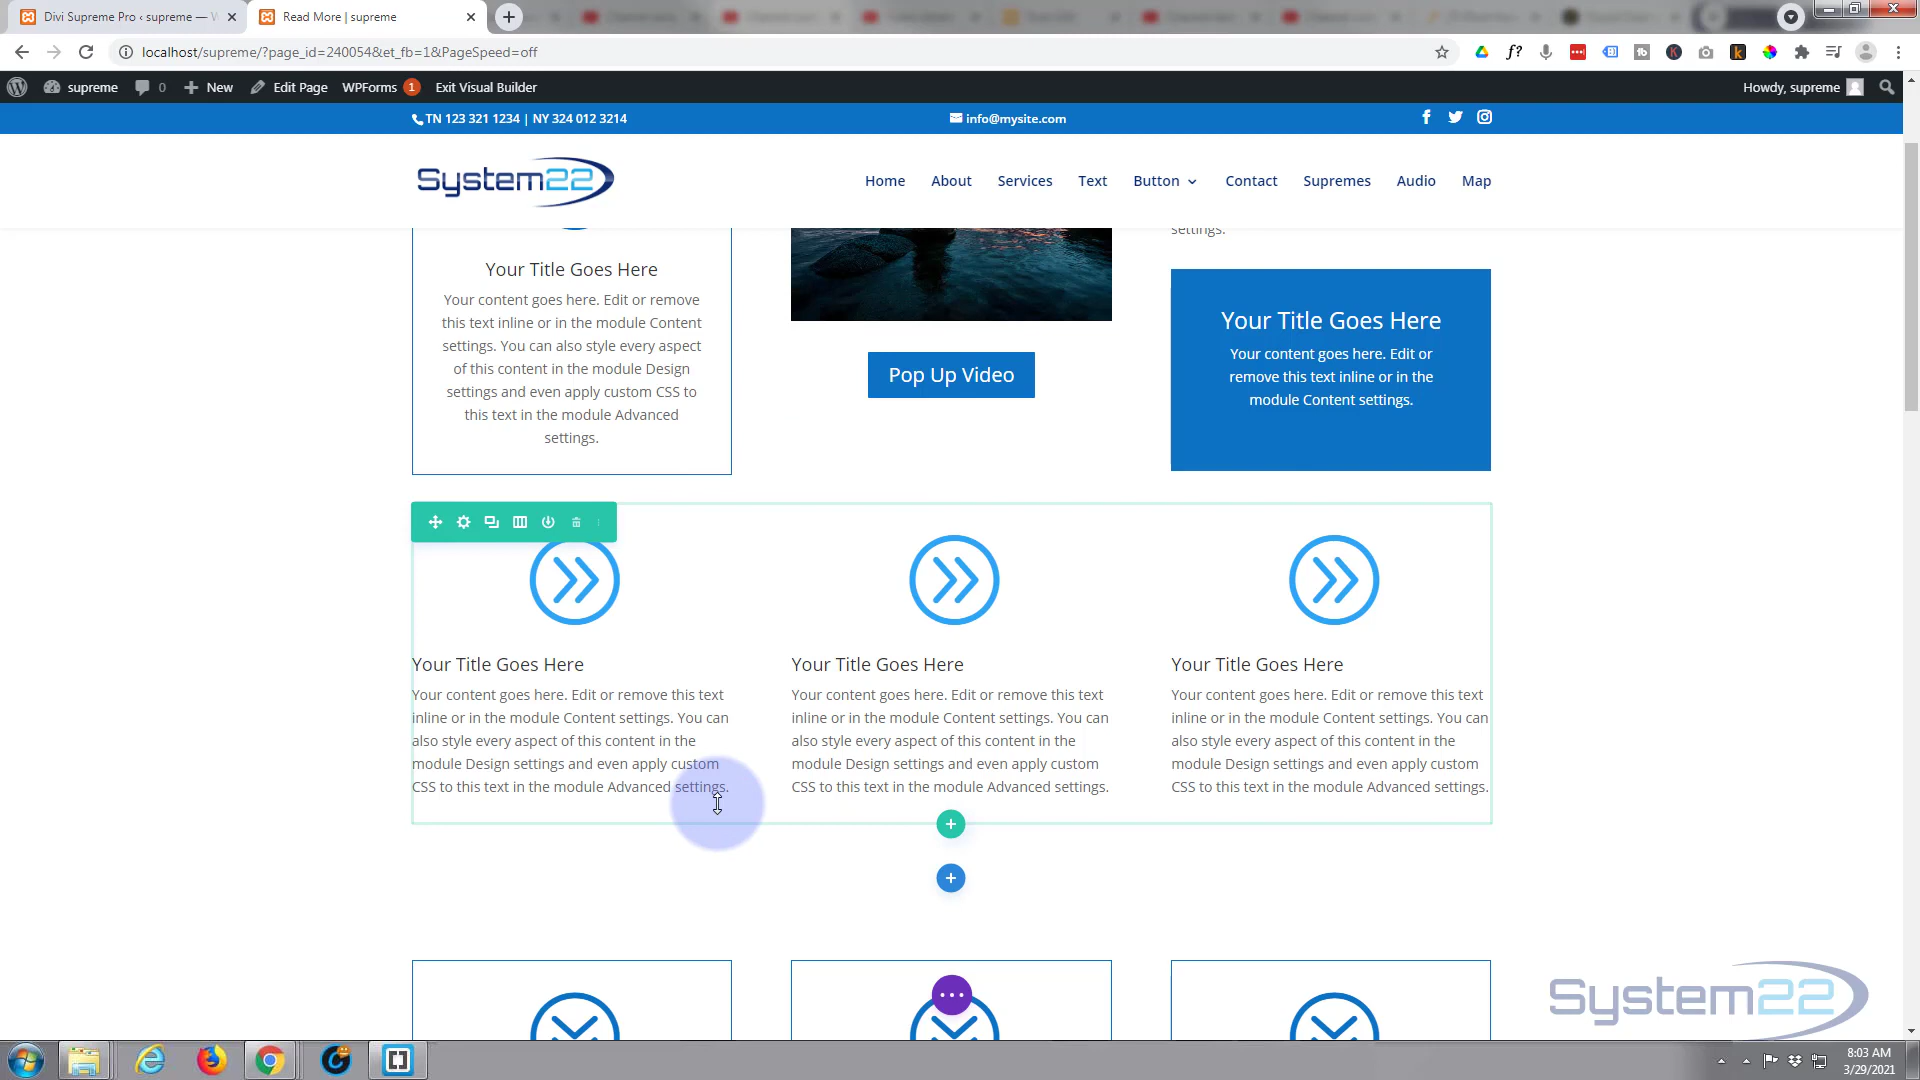 Divi Supreme Pro ‹ supreme —
Read More | supreme
localhost/supreme/?page_id=240054&et_fb=1&PageSpeed=off
supreme 0 New Edit Page WPForms 1 Exit Visual Builder Howdy, supreme
TN 123 321 1234 | NY 324 012 3214 info@mysite.com
System22 Home About Services Text Button Contact Supremes Audio Map
settings.
Your Title Goes Here
Your content goes here. Edit or remove
this text inline or in the module Content
settings. You can also style every aspect
of this content in the module Design
settings and even apply custom CSS to
this text in the module Advanced
settings.
Pop Up Video
Your Title Goes Here
Your content goes here. Edit or
remove this text inline or in the
module Content settings.
Your Title Goes Here
Your content goes here. Edit or remove this text
inline or in the module Content settings. You can
also style every aspect of this content in the
module Design settings and even apply custom
CSS to this text in the module Advanced settings.
Your Title Goes Here
Your content goes here. Edit or remove this text
inline or in the module Content settings. You can
also style every aspect of this content in the
module Design settings and even apply custom
CSS to this text in the module Advanced settings.
Your Title Goes Here
Your content goes here. Edit or remove this text
inline or in the module Content settings. You can
also style every aspect of this content in the
module Design settings and even apply custom
CSS to this text in the module Advanced settings.
System22
8:03 AM
3/29/2021